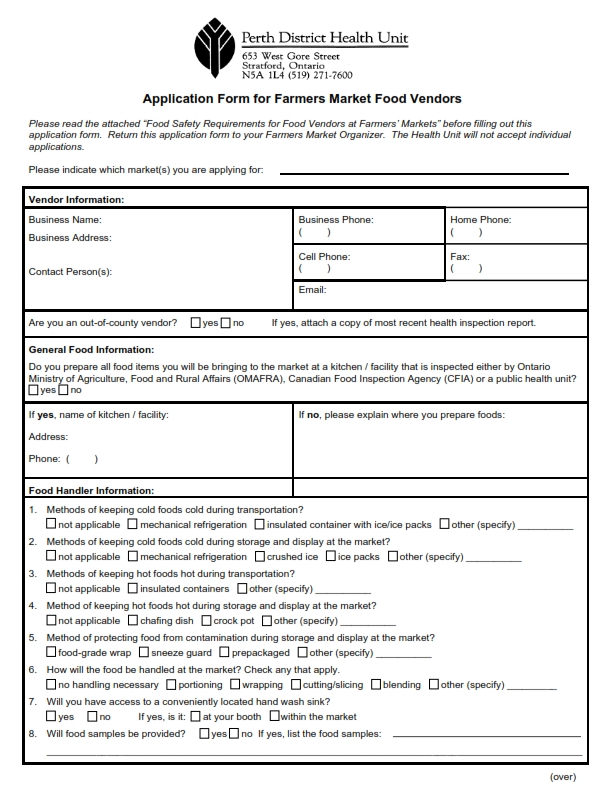 Perth District Health Unit
653 West Gore Street
Stratford, Ontario
N5A 1L4 (519) 271-7600
Application Form for Farmers Market Food Vendors
Please read the attached “Food Safety Requirements for Food Vendors at Farmers’ Markets” before filling out this
application form. Return this application form to your Farmers Market Organizer. The Health Unit will not accept individual
applications.
Please indicate which market(s) you are applying for:
Vendor Information:
Business Name:
Business Address:
Contact Person(s):
Business Phone:
( )
Home Phone:
( )
Cell Phone:
( )
Fax:
( )
Email:
Are you an out-of-county vendor? yes no If yes, attach a copy of most recent health inspection report.
General Food Information:
Do you prepare all food items you will be bringing to the market at a kitchen / facility that is inspected either by Ontario
Ministry of Agriculture, Food and Rural Affairs (OMAFRA), Canadian Food Inspection Agency (CFIA) or a public health unit?
yes no
If yes, name of kitchen / facility:
Address:
Phone: ( )
If no, please explain where you prepare foods:
Food Handler Information:
1. Methods of keeping cold foods cold during transportation?
not applicable mechanical refrigeration insulated container with ice/ice packs other (specify) __________
2. Methods of keeping cold foods cold during storage and display at the market?
not applicable mechanical refrigeration crushed ice ice packs other (specify) __________
3. Methods of keeping hot foods hot during transportation?
not applicable insulated containers other (specify) __________
4. Method of keeping hot foods hot during storage and display at the market?
not applicable chafing dish crock pot other (specify) __________
5. Method of protecting food from contamination during storage and display at the market?
food-grade wrap sneeze guard prepackaged other (specify) __________
6. How will the food be handled at the market? Check any that apply.
no handling necessary portioning wrapping cutting/slicing blending other (specify) _________
7. Will you have access to a conveniently located hand wash sink?
yes no If yes, is it: at your booth within the market
8. Will food samples be provided? yes no If yes, list the food samples:
(over)